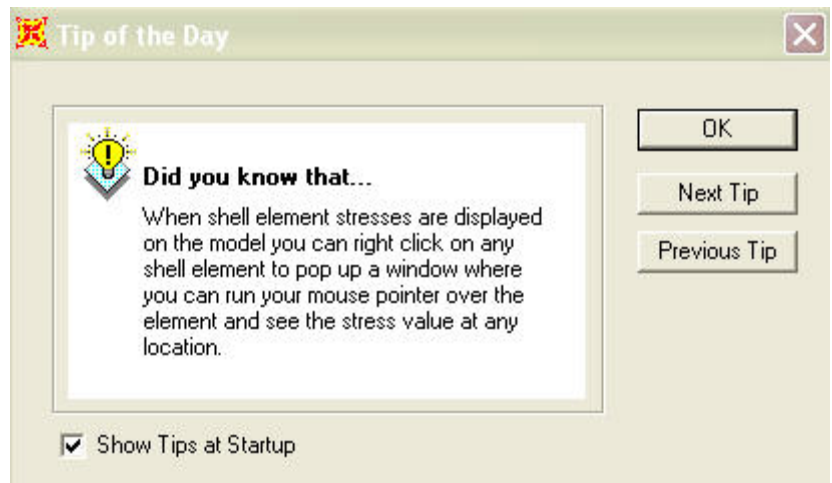 Tip of the Day
OK
Did you know that...
Next Tip
When shell element stresses are displayed
on the model you can right click on any
shell element to pop up a window where
you can run your mouse pointer over the
element and see the stress value at any
location.
Previous Tip
Show Tips at Startup